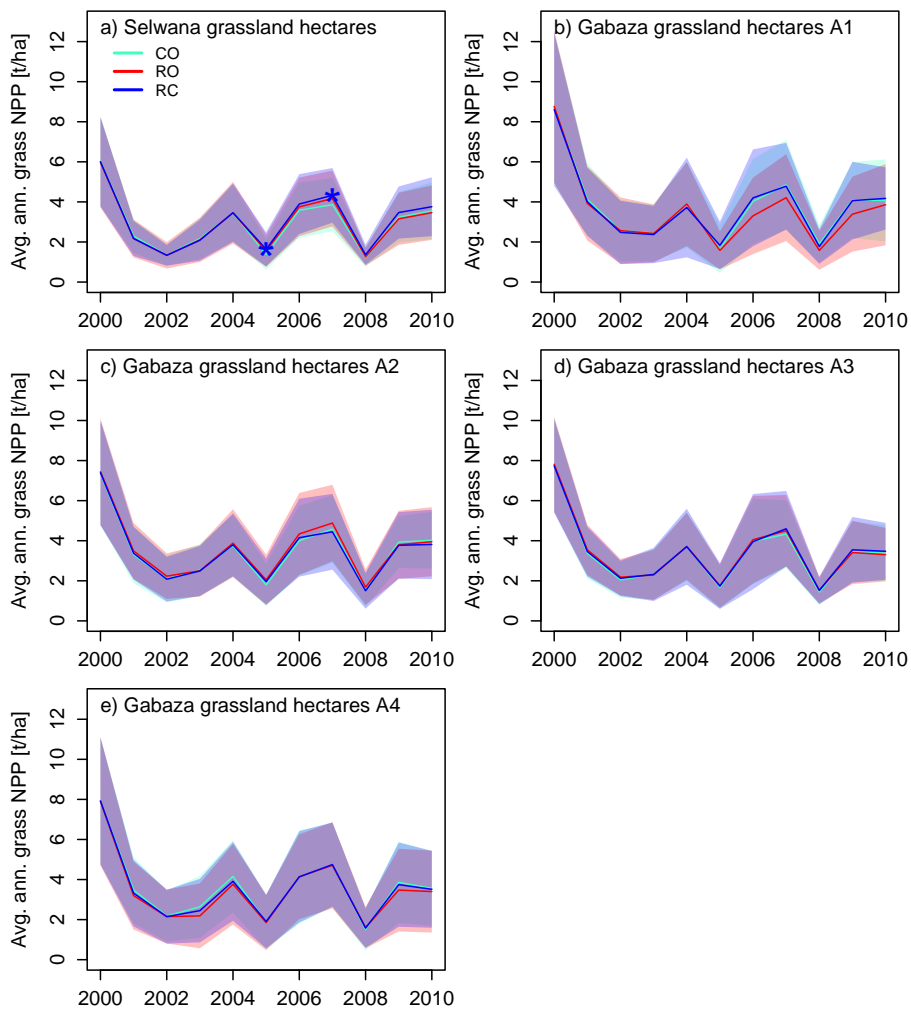 a) Selwana grassland hectares
CO
RO
RC
Avg. ann. grass NPP [t/ha]
12
10
8
6
4
2
0
2000 2002 2004 2006 2008 2010
b) Gabaza grassland hectares A1
Avg. ann. grass NPP [t/ha]
12
10
8
6
4
2
0
2000 2002 2004 2006 2008 2010
c) Gabaza grassland hectares A2
Avg. ann. grass NPP [t/ha]
12
10
8
6
4
2
0
2000 2002 2004 2006 2008 2010
d) Gabaza grassland hectares A3
Avg. ann. grass NPP [t/ha]
12
10
8
6
4
2
0
2000 2002 2004 2006 2008 2010
e) Gabaza grassland hectares A4
Avg. ann. grass NPP [t/ha]
12
10
8
6
4
2
0
2000 2002 2004 2006 2008 2010